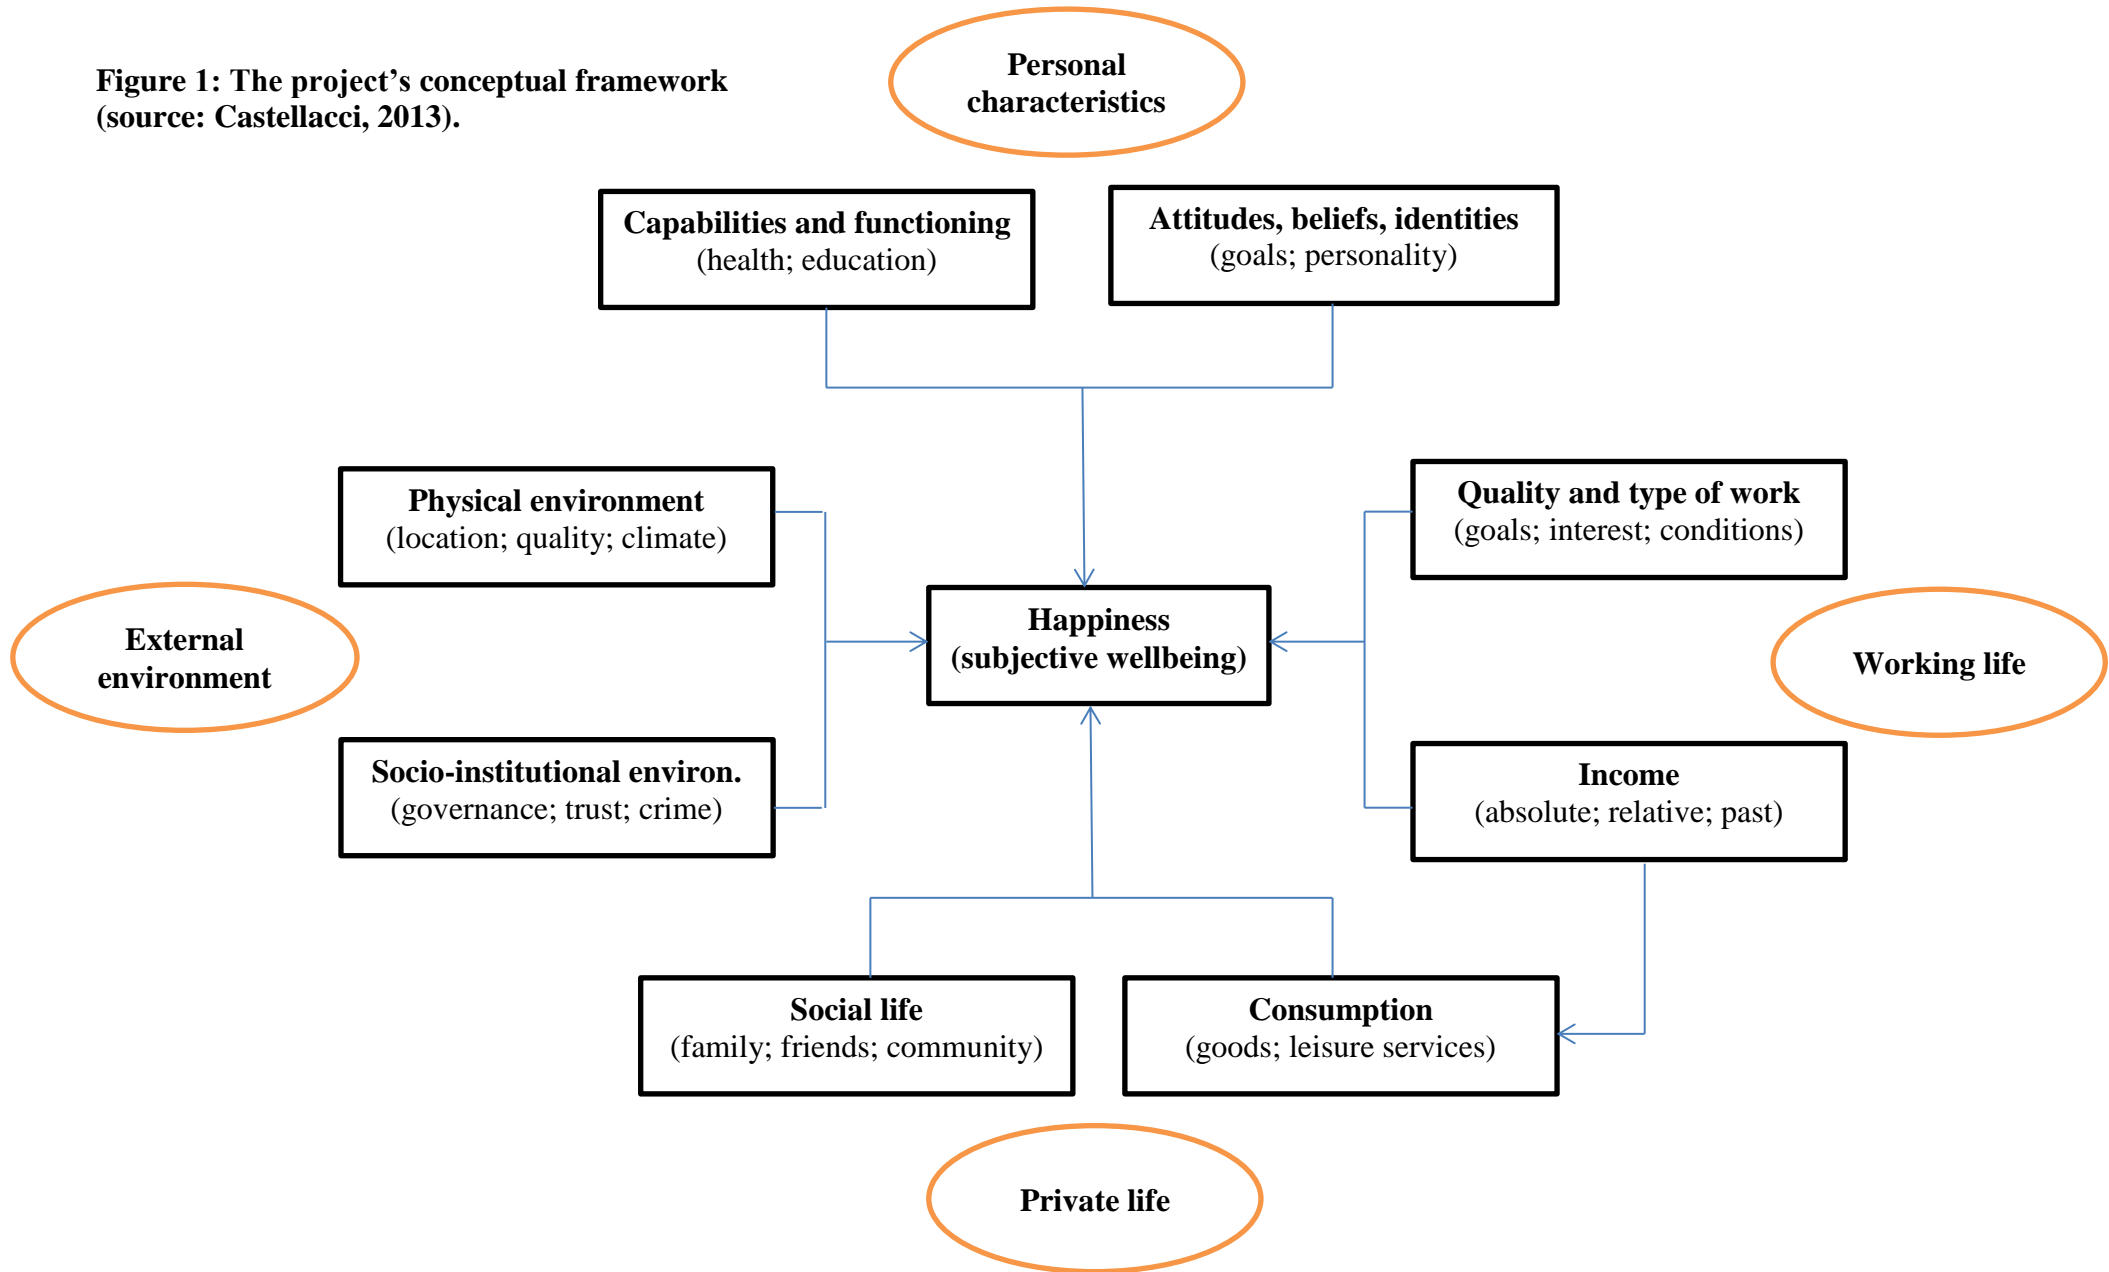 Figure 1: The project’s conceptual framework
(source: Castellacci, 2013).
Personal
characteristics
Capabilities and functioning
(health; education)
Attitudes, beliefs, identities
(goals; personality)
Physical environment
(location; quality; climate)
Quality and type of work
(goals; interest; conditions)
External
environment
Happiness
(subjective wellbeing)
Working life
Socio-institutional environ.
(governance; trust; crime)
Income
(absolute; relative; past)
Social life
(family; friends; community)
Consumption
(goods; leisure services)
Private life